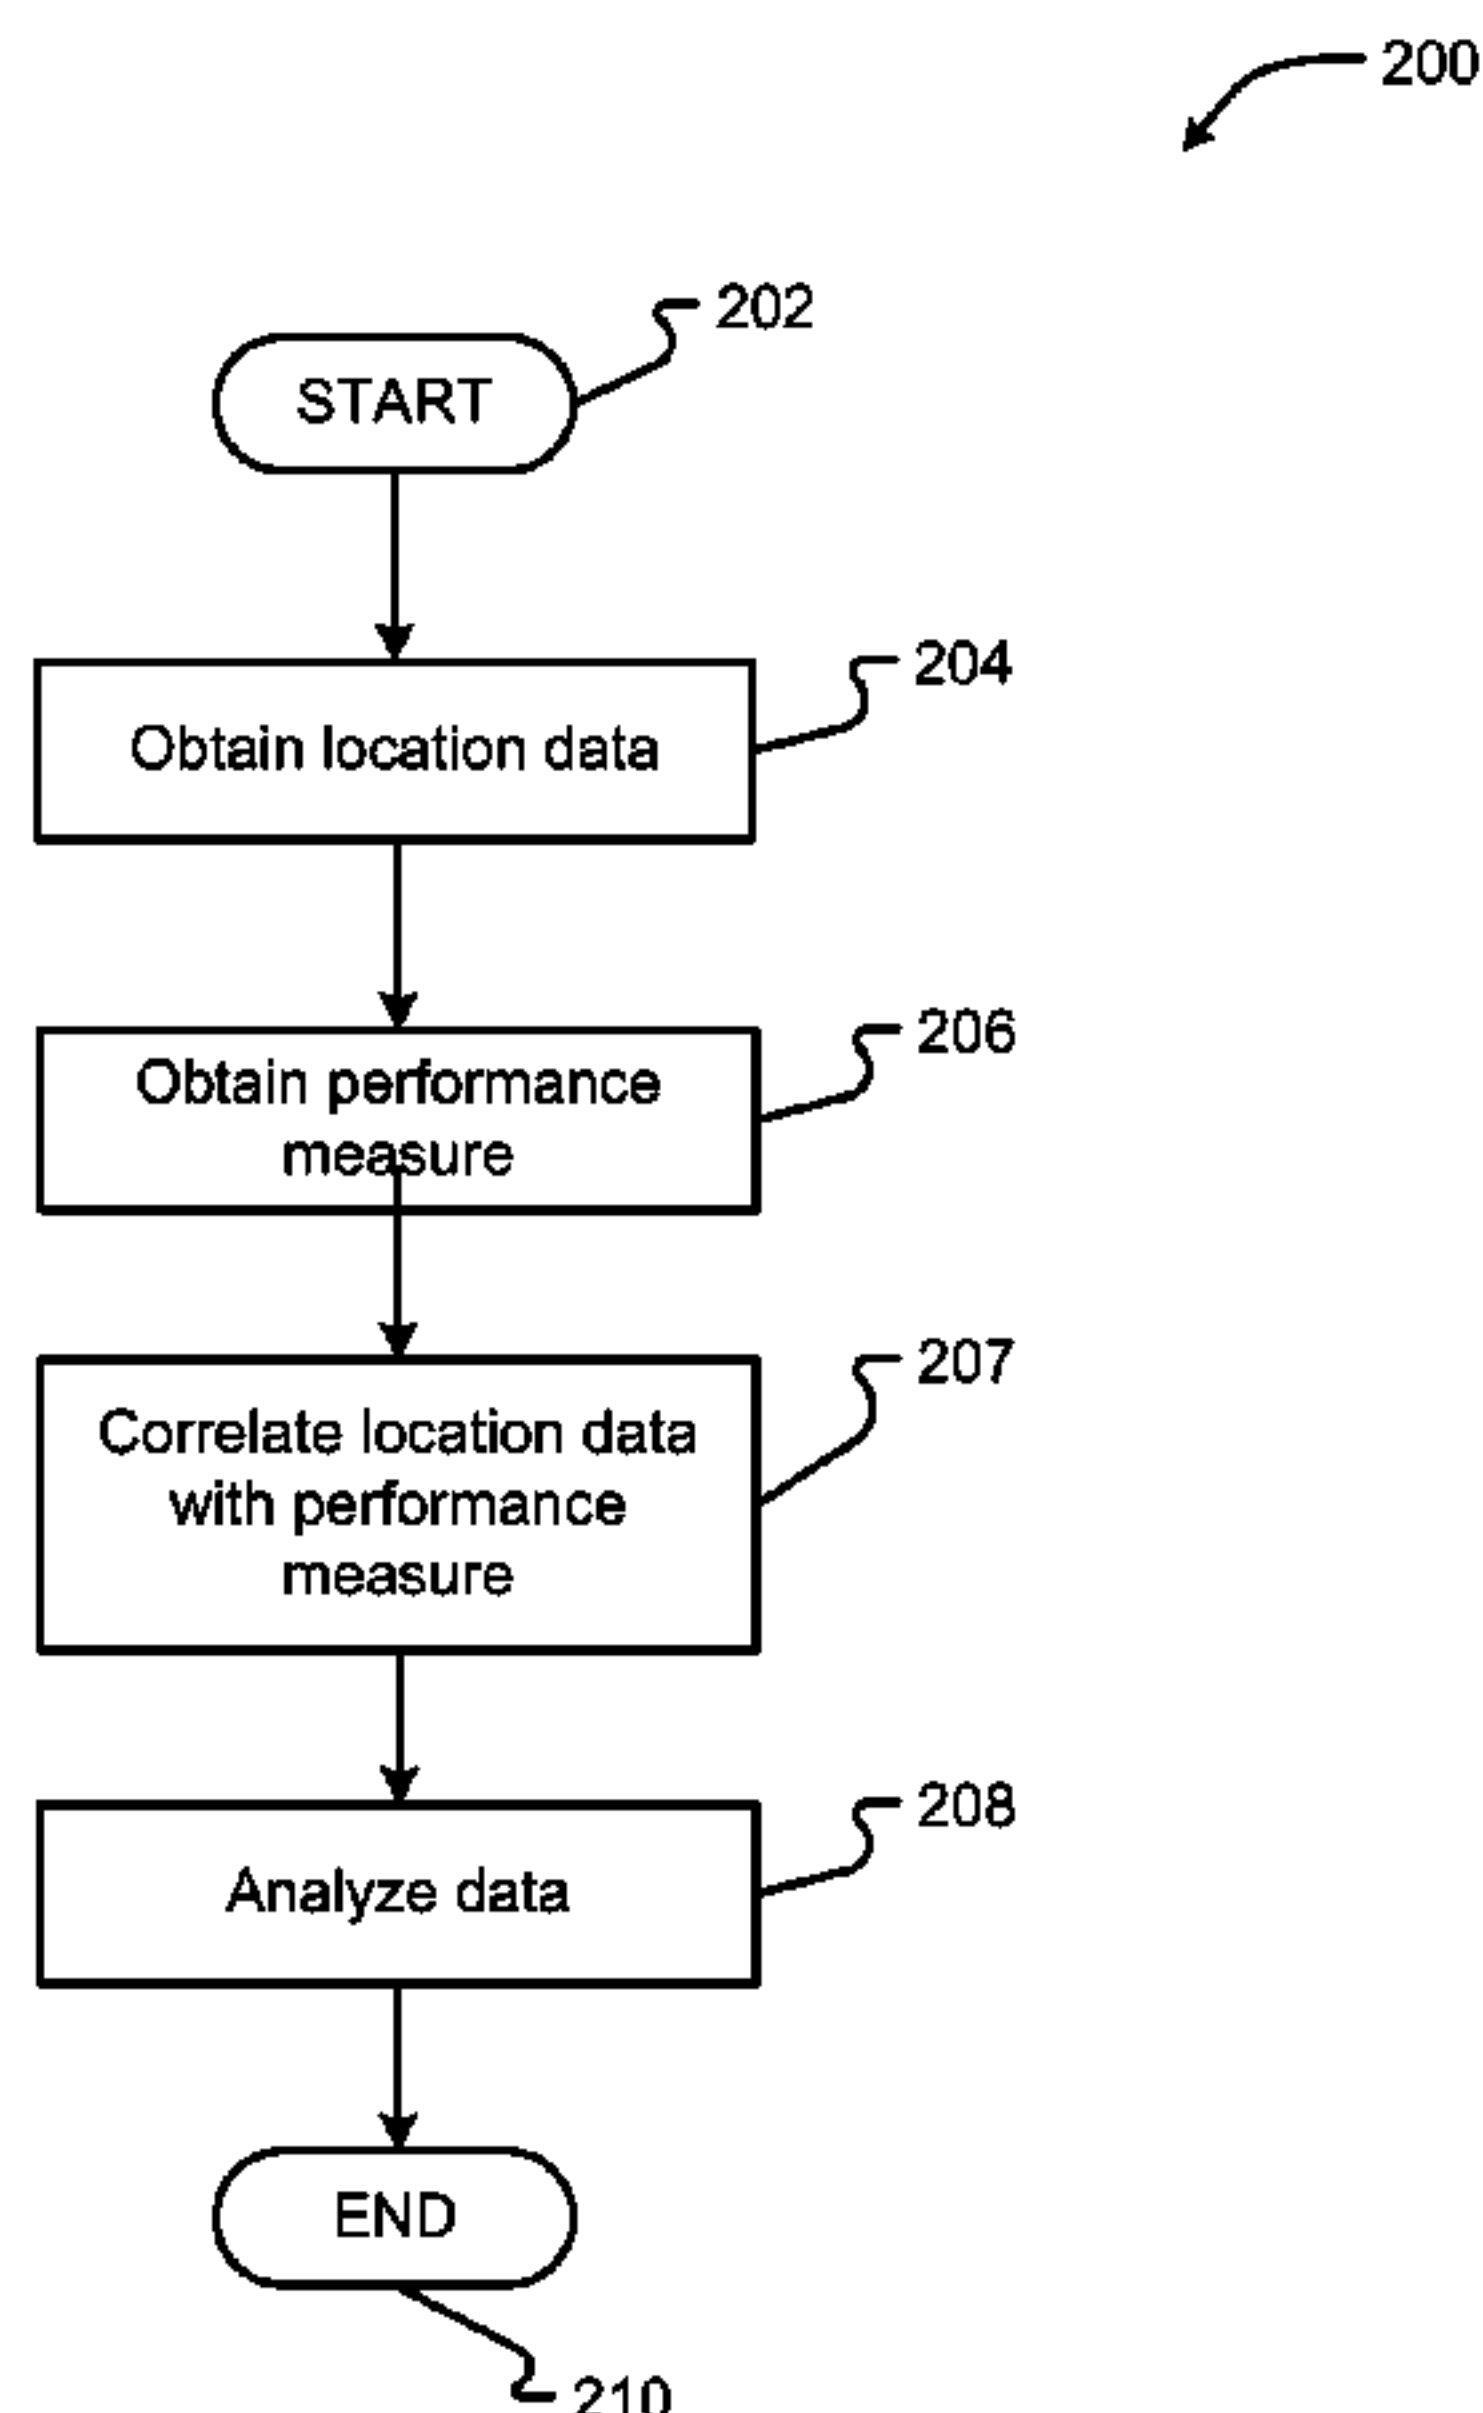 200
202
START
204
Obtain location data
206
Obtain performance
measure
207
Correlate location data
with performance
measure
208
Analyze data
END
210